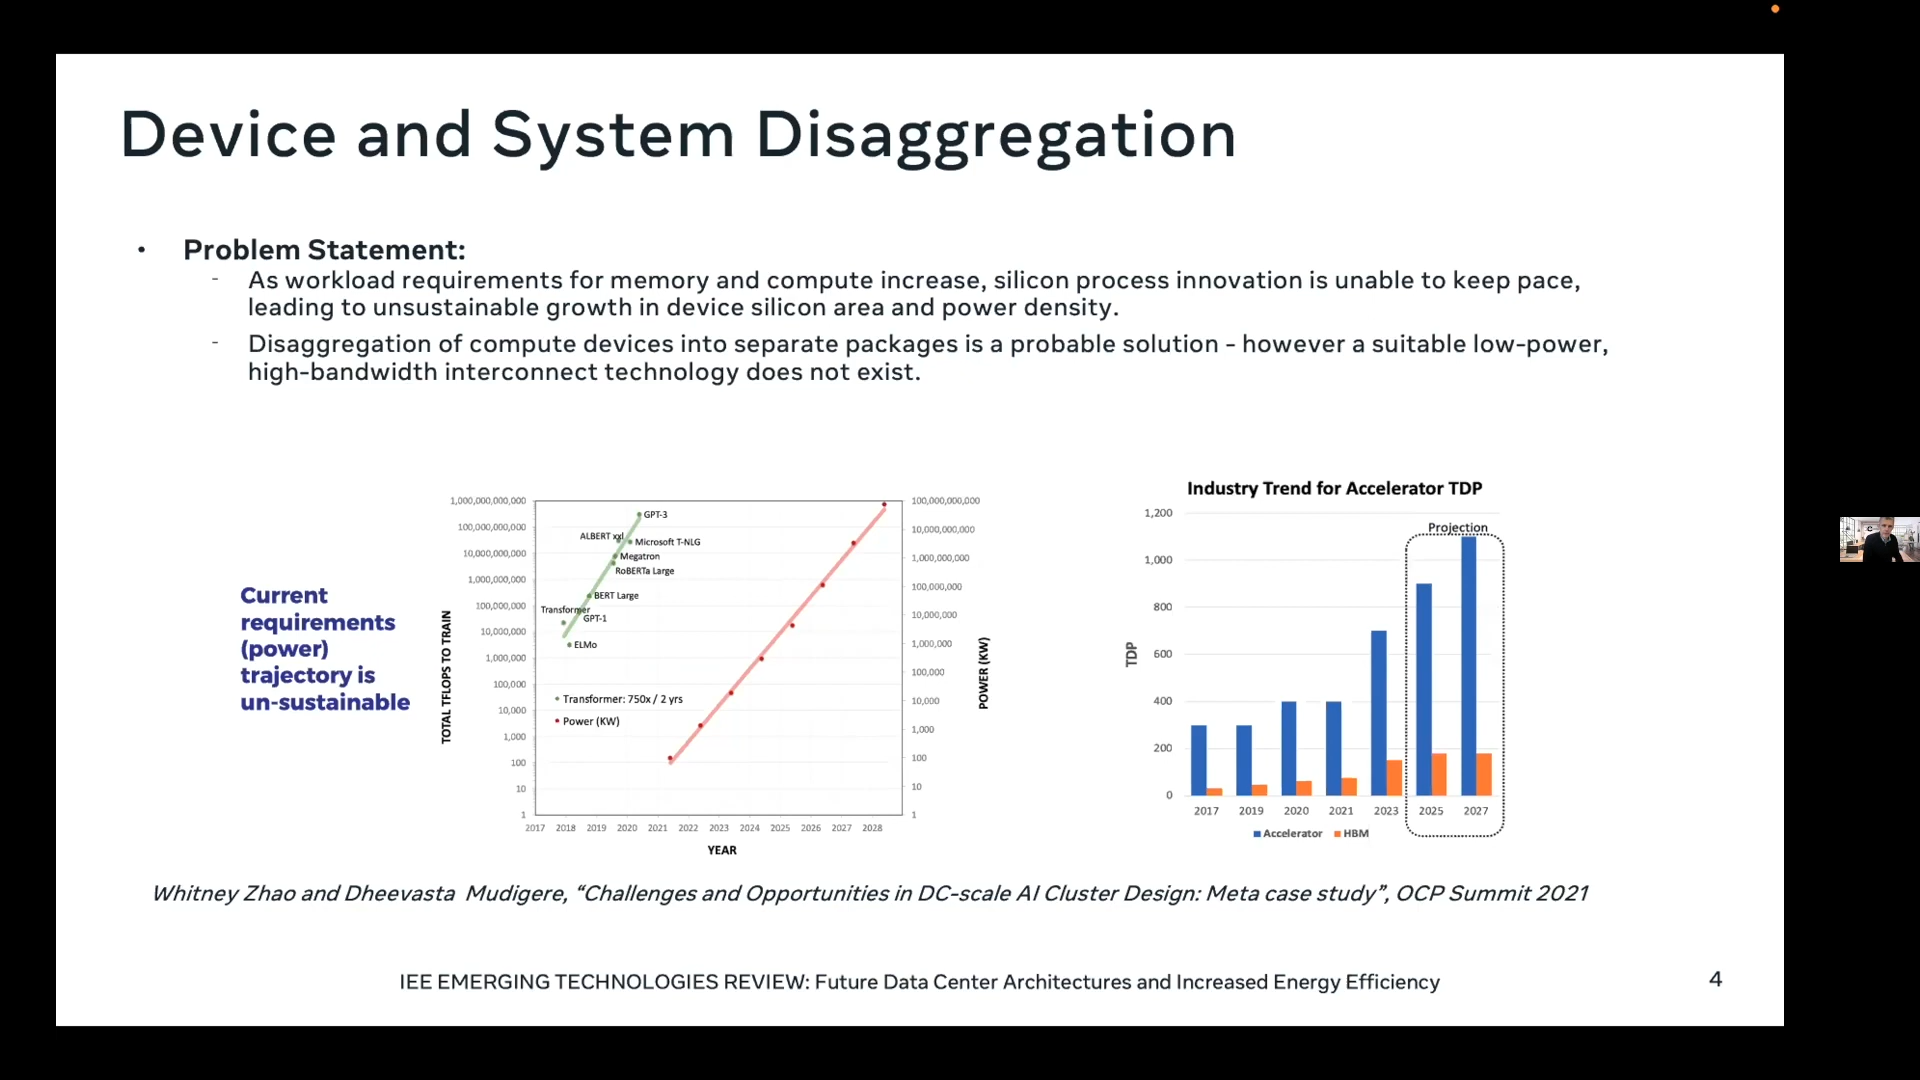 Device and System Disaggregation
• Problem Statement:
- As workload requirements for memory and compute increase, silicon process innovation is unable to keep pace,
leading to unsustainable growth in device silicon area and power density.
- Disaggregation of compute devices into separate packages is a probable solution - however a suitable low-power,
high-bandwidth interconnect technology does not exist.
Current
requirements
(power)
trajectory is
un-sustainable
TOTAL TFLOPS TO TRAIN
1,000,000,000,000
100,000,000,000
10,000,000,000
1,000,000,000
100,000,000
10,000,000
1,000,000
100,000
10,000
1,000
100
10
1
GPT-3
ALBERT xxl
Microsoft T-NLG
Megatron
RoBERTa Large
BERT Large
Transformer
GPT-1
ELMo
Transformer: 750x / 2 yrs
Power (KW)
100,000,000,000
10,000,000,000
1,000,000,000
100,000,000
10,000,000
1,000,000
100,000
10,000
1,000
100
10
1
POWER (KW)
2017 2018 2019 2020 2021 2022 2023 2024 2025 2026 2027 2028
YEAR
Industry Trend for Accelerator TDP
TDP
1,200
1,000
800
600
400
200
0
Projection
2017 2019 2020 2021 2023 2025 2027
Accelerator HBM
Whitney Zhao and Dheevasta Mudigere, “Challenges and Opportunities in DC-scale AI Cluster Design: Meta case study”, OCP Summit 2021
IEE EMERGING TECHNOLOGIES REVIEW: Future Data Center Architectures and Increased Energy Efficiency
4